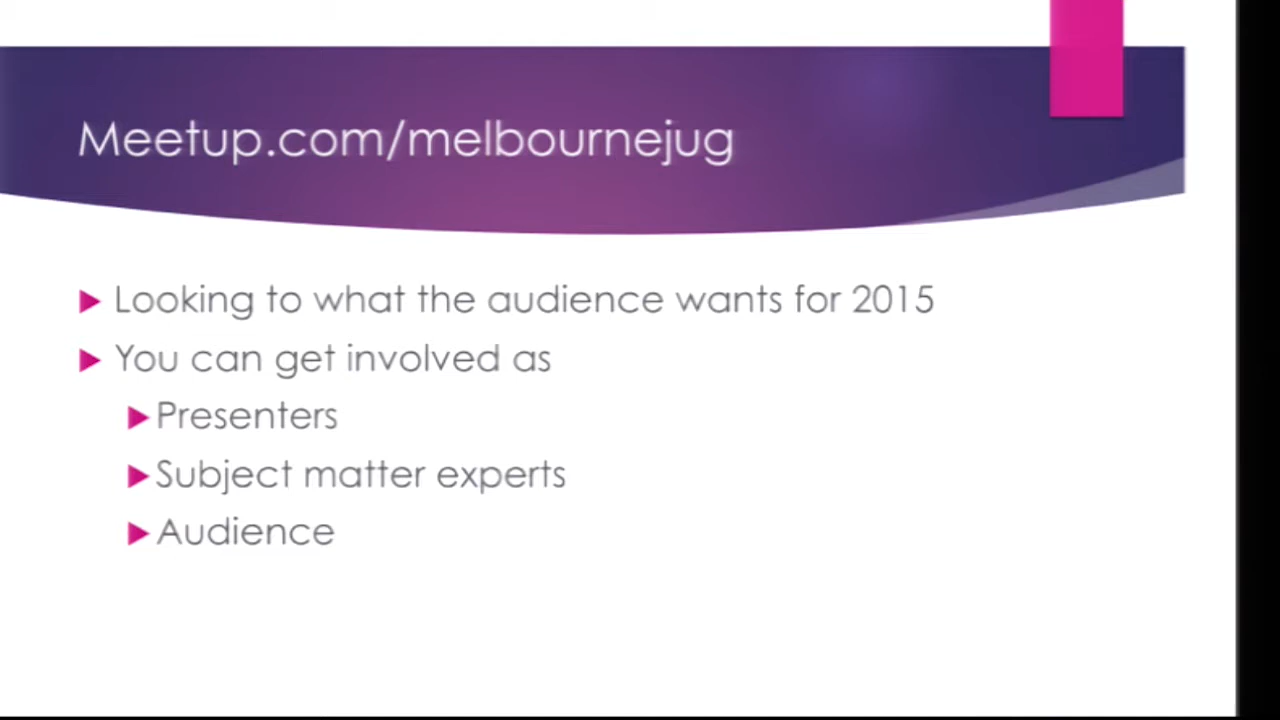 Meetup.com/melbournejug
Looking to what the audience wants for 2015
You can get involved as
Presenters
Subject matter experts
Audience